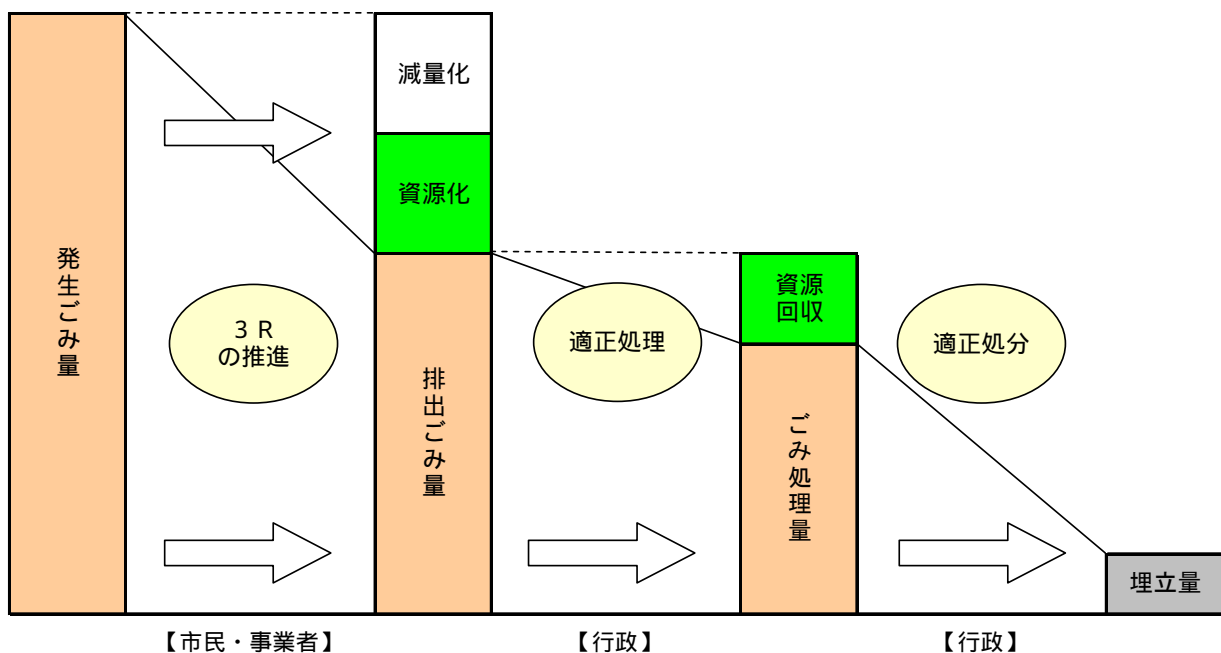 発生ごみ量
減量化
資源化
３Ｒ
の推進
排出ごみ量
適正処理
資源
回収
ごみ処理量
適正処分
埋立量
【市民・事業者】
【行政】
【行政】